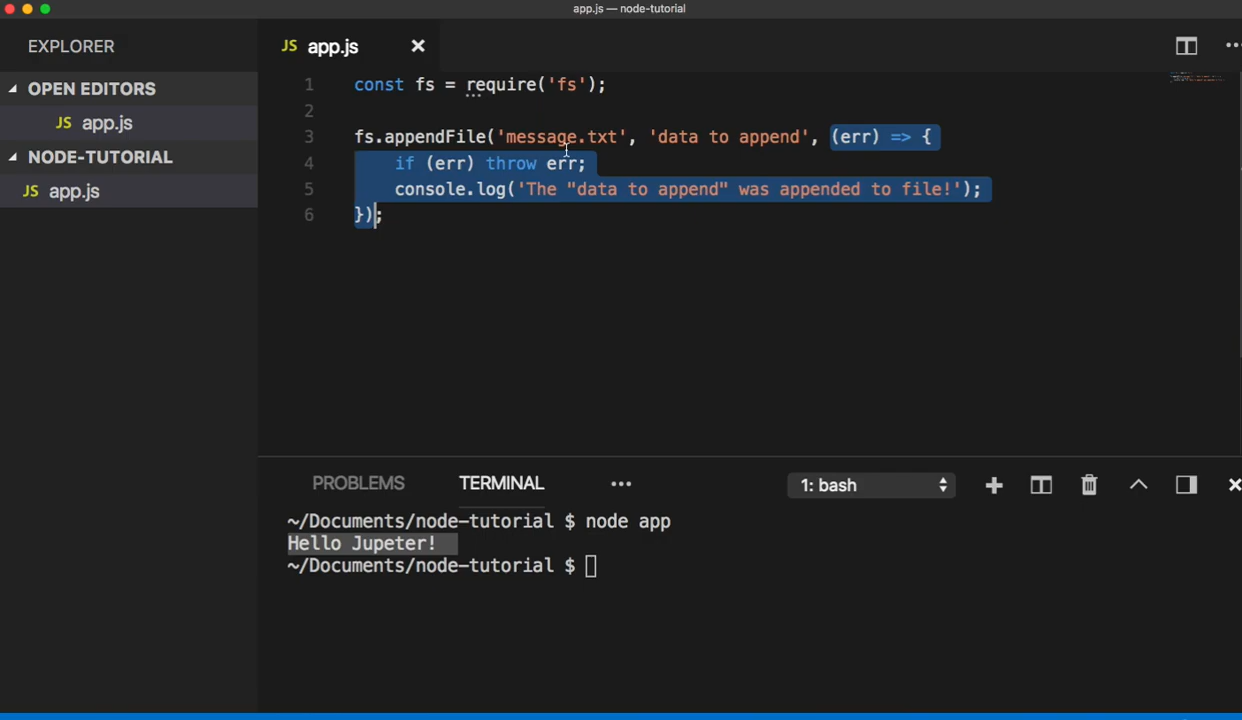 app.js — node-tutorial
EXPLORER
OPEN EDITORS
JS app.js
NODE-TUTORIAL
JS app.js
JS app.js
1 const fs = require('fs');
2
3 fs.appendFile('message.txt', 'data to append', (err) => {
4 if (err) throw err;
5 console.log('The "data to append" was appended to file!');
6 });
PROBLEMS TERMINAL ••• 1: bash
~/Documents/node-tutorial $ node app
Hello Jupeter!
~/Documents/node-tutorial $